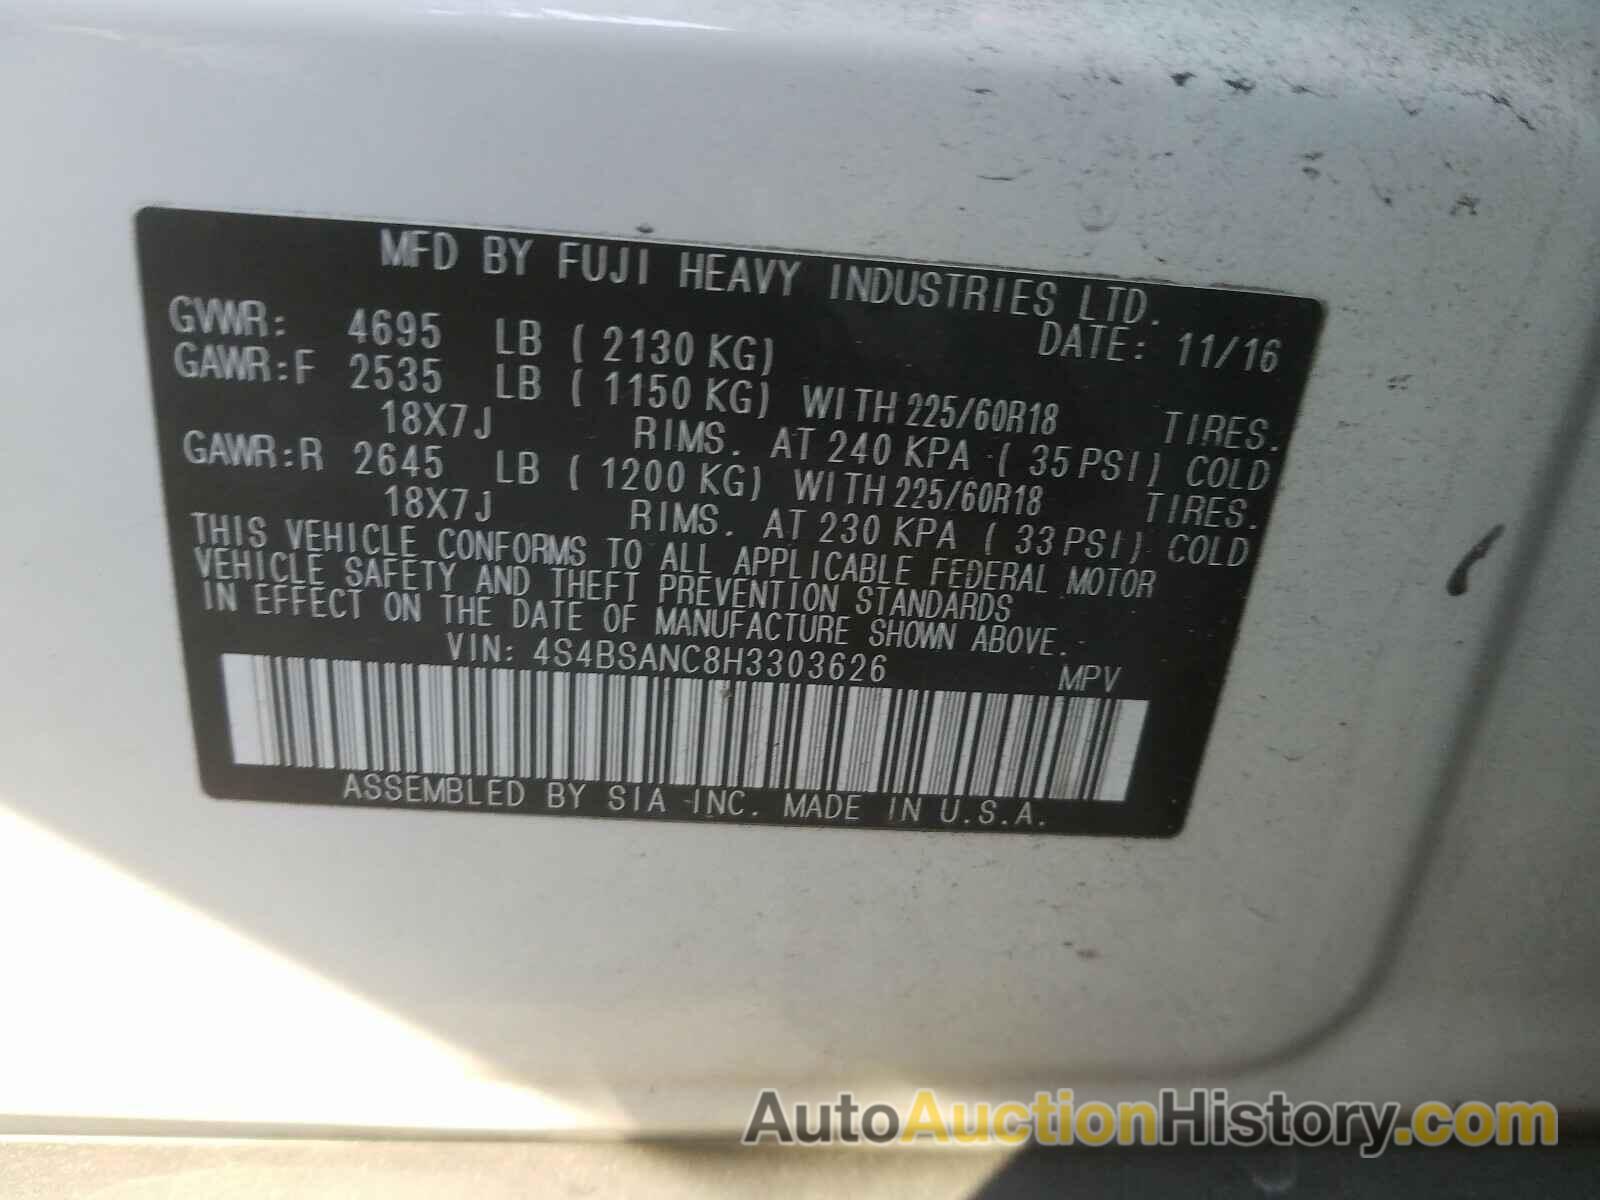 MFD BY FUJI HEAVY INDUSTRIES LTD.
GVWR: 4695 LB ( 2130 KG) DATE: 11/16
GAWR:F 2535 LB ( 1150 KG) WITH 225/60R18 TIRES.
18X7J RIMS. AT 240 KPA ( 35 PSI) COLD
GAWR:R 2645 LB ( 1200 KG) WITH 225/60R18 TIRES.
18X7J RIMS. AT 230 KPA ( 33 PSI) COLD
THIS VEHICLE CONFORMS TO ALL APPLICABLE FEDERAL MOTOR
VEHICLE SAFETY AND THEFT PREVENTION STANDARDS
IN EFFECT ON THE DATE OF MANUFACTURE SHOWN ABOVE.
VIN: 4S4BSANC8H3303626 MPV
ASSEMBLED BY SIA INC. MADE IN U.S.A.
AutoAuctionHistory.com